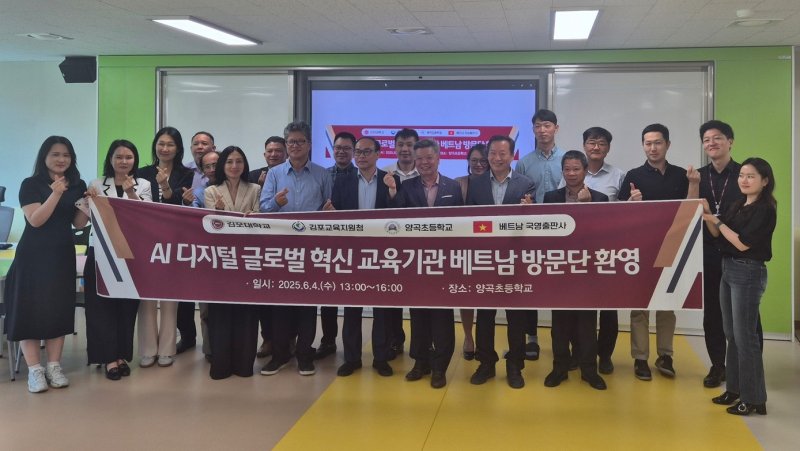 김포대학교 김포교육지원청 양곡초등학교 베트남 국영출판사
AI 디지털 글로벌 혁신 교육기관 베트남 방문단 환영
· 일시: 2025.6.4.(수) 13:00~16:00 · 장소: 양곡초등학교